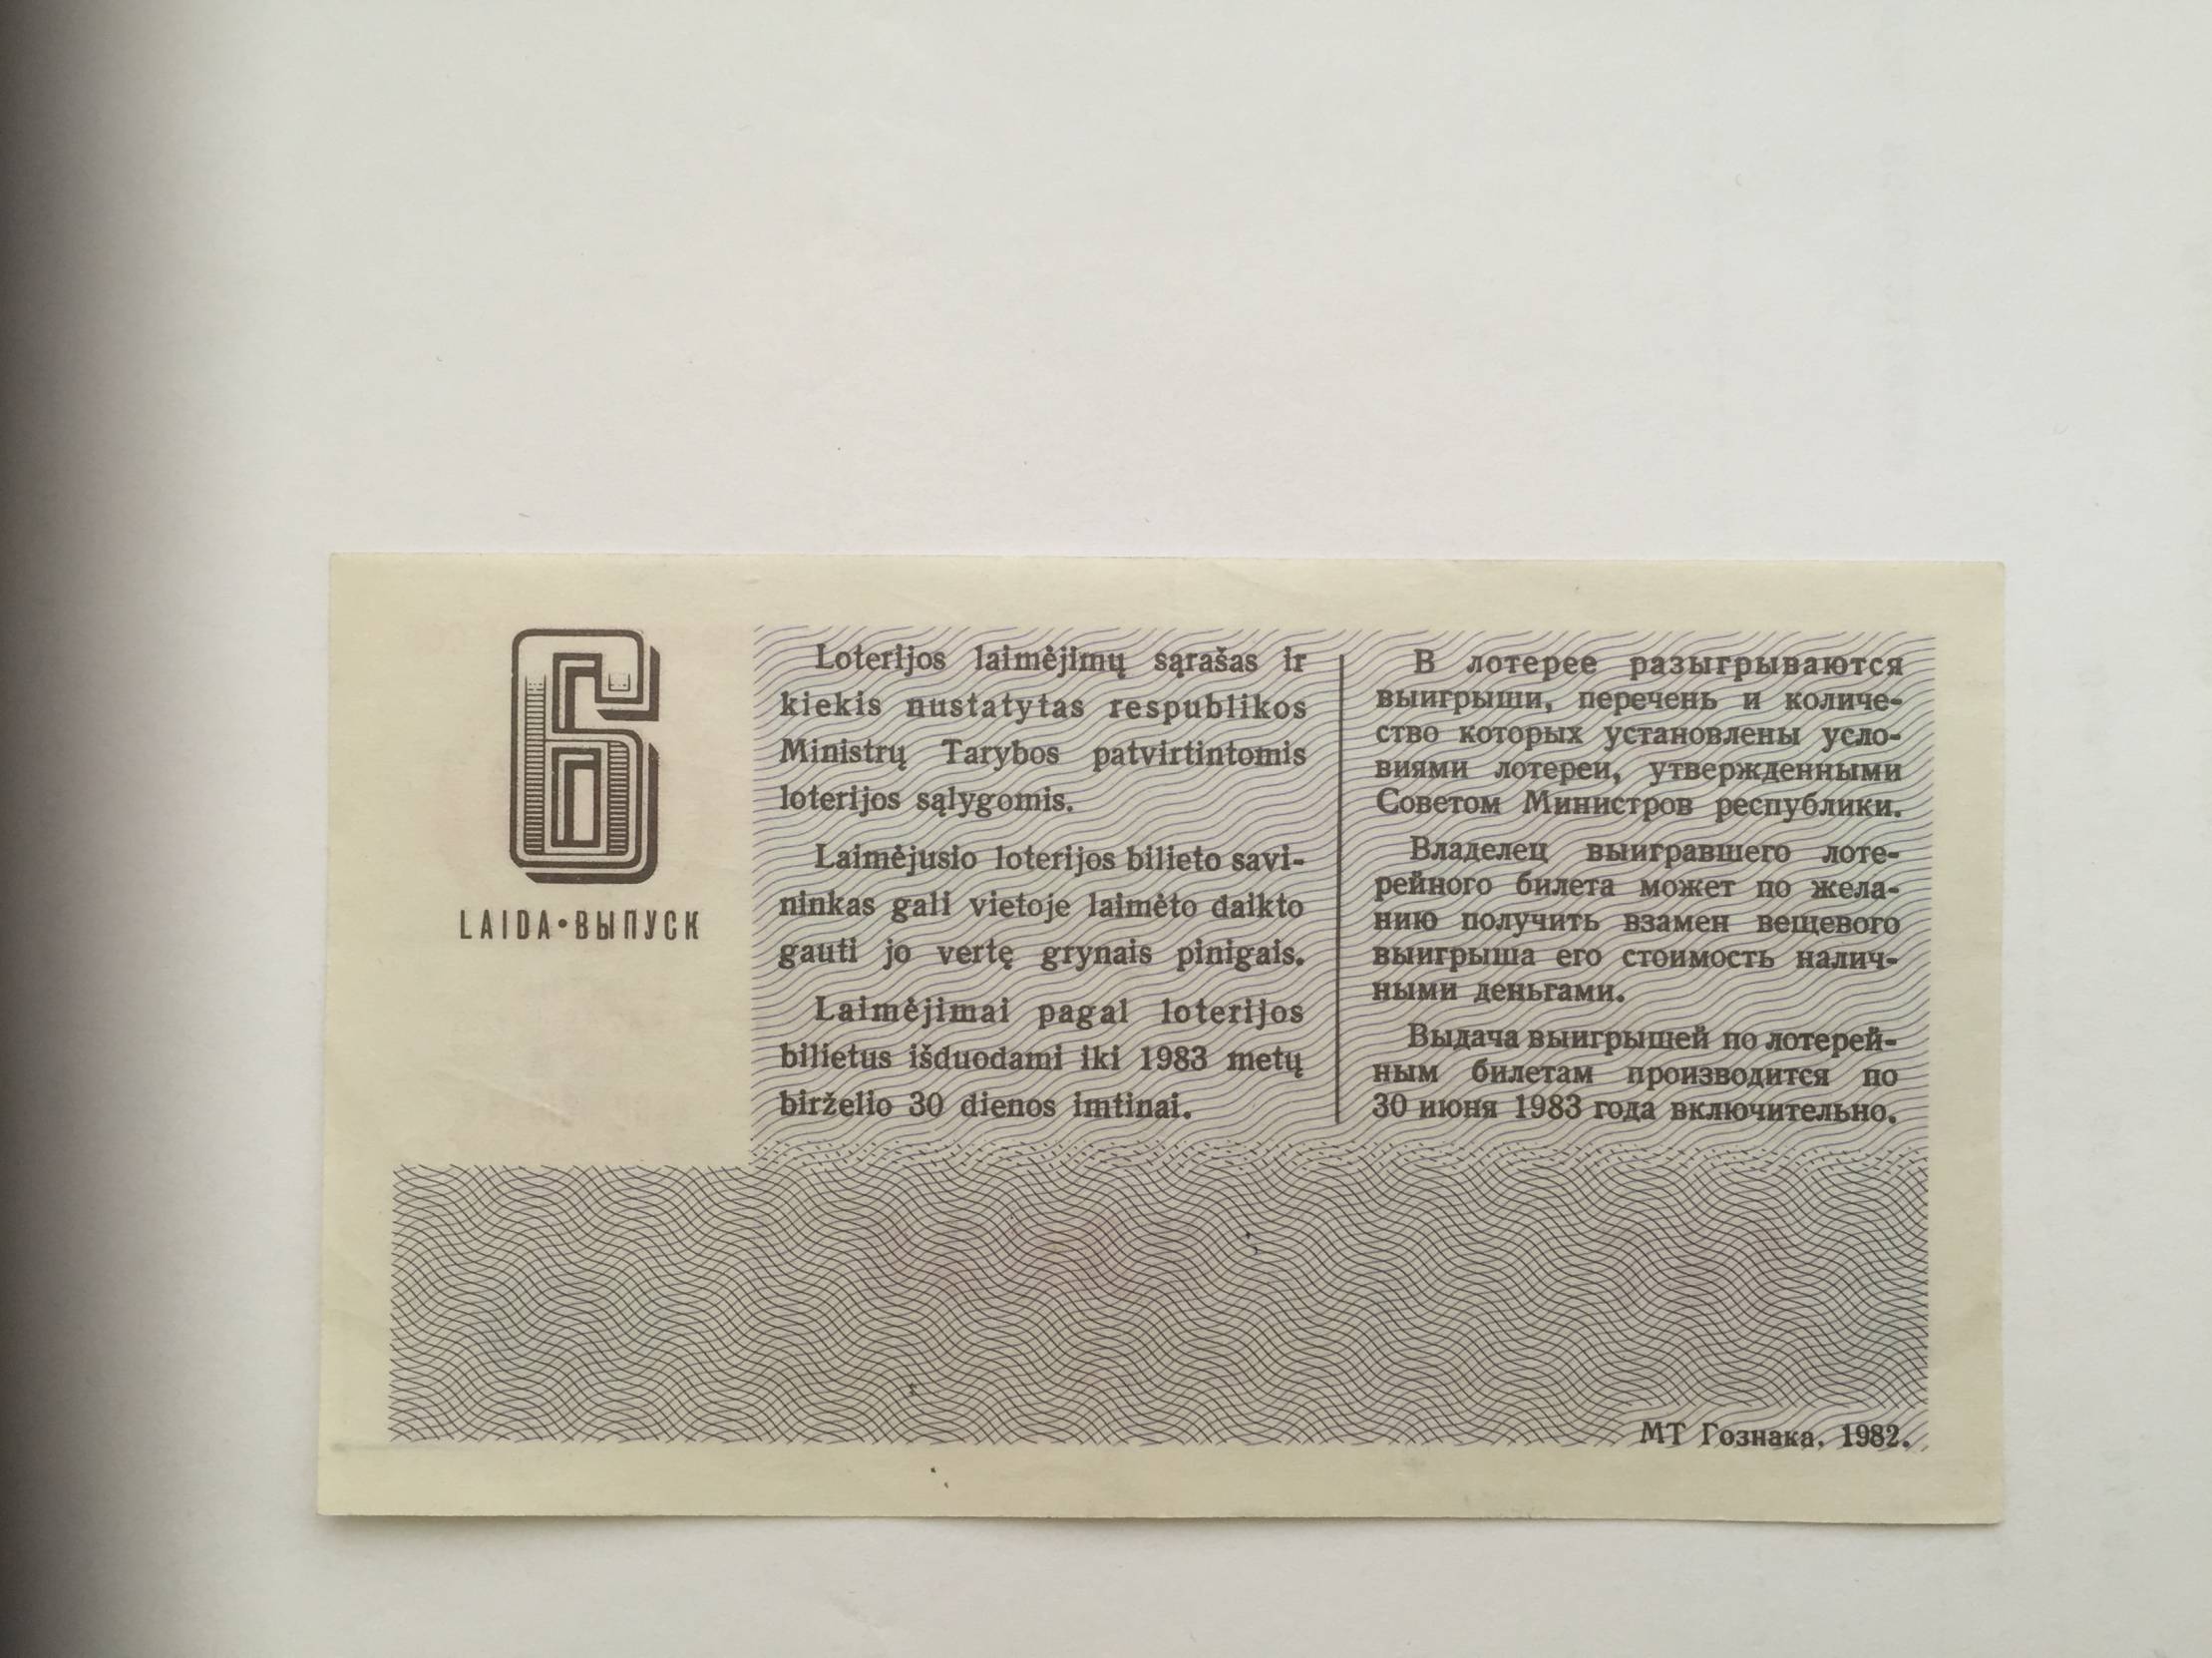 6
LAIDA•ВЫПУСК
Loterijos laimėjimų sąrašas ir
kiekis nustatytas respublikos
Ministrų Tarybos patvirtintomis
loterijos sąlygomis.
Laimėjusio loterijos bilieto savi-
ninkas gali vietoje laimėto daikto
gauti jo vertę grynais pinigais.
Laimėjimai pagal loterijos
bilietus išduodami iki 1983 metų
birželio 30 dienos imtinai.
В лотерее разыгрываются
выигрыши, перечень и количе-
ство которых установлены усло-
виями лотереи, утвержденными
Советом Министров республики.
Владелец выигравшего лоте-
рейного билета может по жела-
нию получить взамен вещевого
выигрыша его стоимость налич-
ными деньгами.
Выдача выигрышей по лотерей-
ным билетам производится по
30 июня 1983 года включительно.
МТ Гознака. 1982.